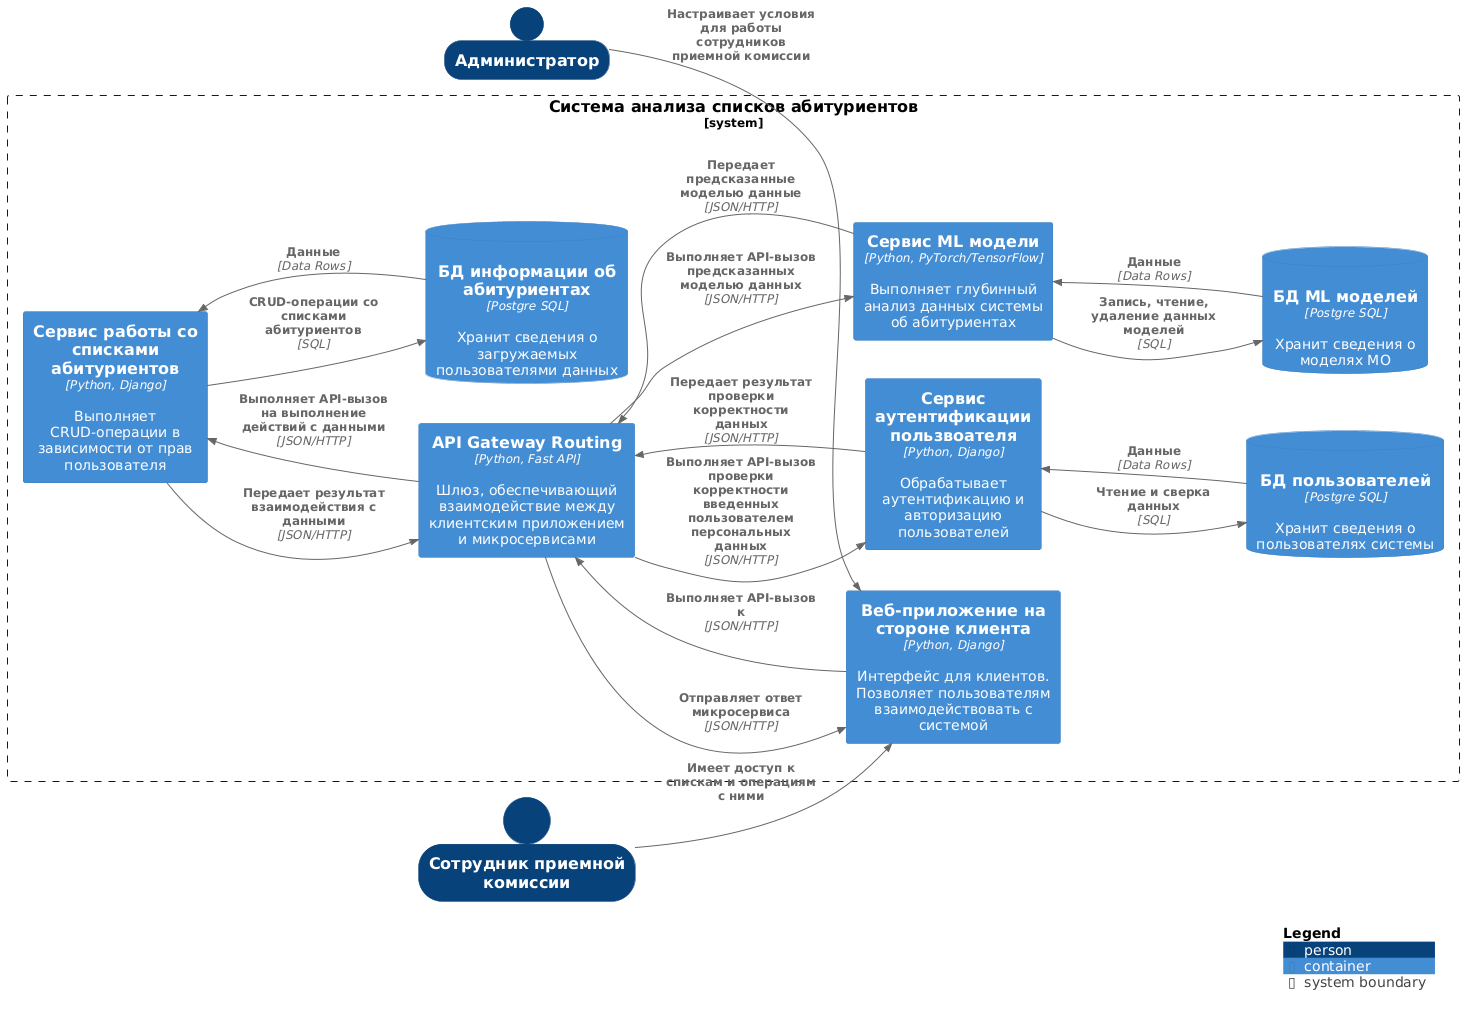 Настраивает условия
для работы
сотрудников
приемной комиссии
Администратор
Система анализа списков абитуриентов
[system]
Передает
предсказанные
моделью данные
[JSON/HTTP]
Данные
[Data Rows]
CRUD-операции со
списками
абитуриентов
[SQL]
БД информации об
абитуриентах
[Postgre SQL]
Хранит сведения о
загружаемых
пользователями данных
Выполняет API-вызов
предсказанных
моделью данных
[JSON/HTTP]
Сервис ML модели
[Python, PyTorch/TensorFlow]
Выполняет глубинный
анализ данных системы
об абитуриентах
Данные
[Data Rows]
Запись, чтение,
удаление данных
моделей
[SQL]
БД ML моделей
[Postgre SQL]
Хранит сведения о
моделях МО
Сервис работы со
списками
абитуриентов
[Python, Django]
Выполняет
CRUD-операции в
зависимости от прав
пользователя
Выполняет API-вызов
на выполнение
действий с данными
[JSON/HTTP]
Передает результат
взаимодействия с
данными
[JSON/HTTP]
API Gateway Routing
[Python, Fast API]
Шлюз, обеспечивающий
взаимодействие между
клиентским приложением
и микросервисами
Передает результат
проверки
корректности
данных
[JSON/HTTP]
Выполняет API-вызов
проверки
корректности
введенных
пользователем
персональных
данных
[JSON/HTTP]
Сервис
аутентификации
пользвоателя
[Python, Django]
Обрабатывает
аутентификацию и
авторизацию
пользователей
Данные
[Data Rows]
Чтение и сверка
данных
[SQL]
БД пользователей
[Postgre SQL]
Хранит сведения о
пользователях системы
Выполняет API-вызов
к
[JSON/HTTP]
Отправляет ответ
микросервиса
[JSON/HTTP]
Веб-приложение на
стороне клиента
[Python, Django]
Интерфейс для клиентов.
Позволяет пользователям
взаимодействовать с
системой
Имеет доступ к
спискам и операциям
с ними
Сотрудник приемной
комиссии
Legend
person
container
system boundary